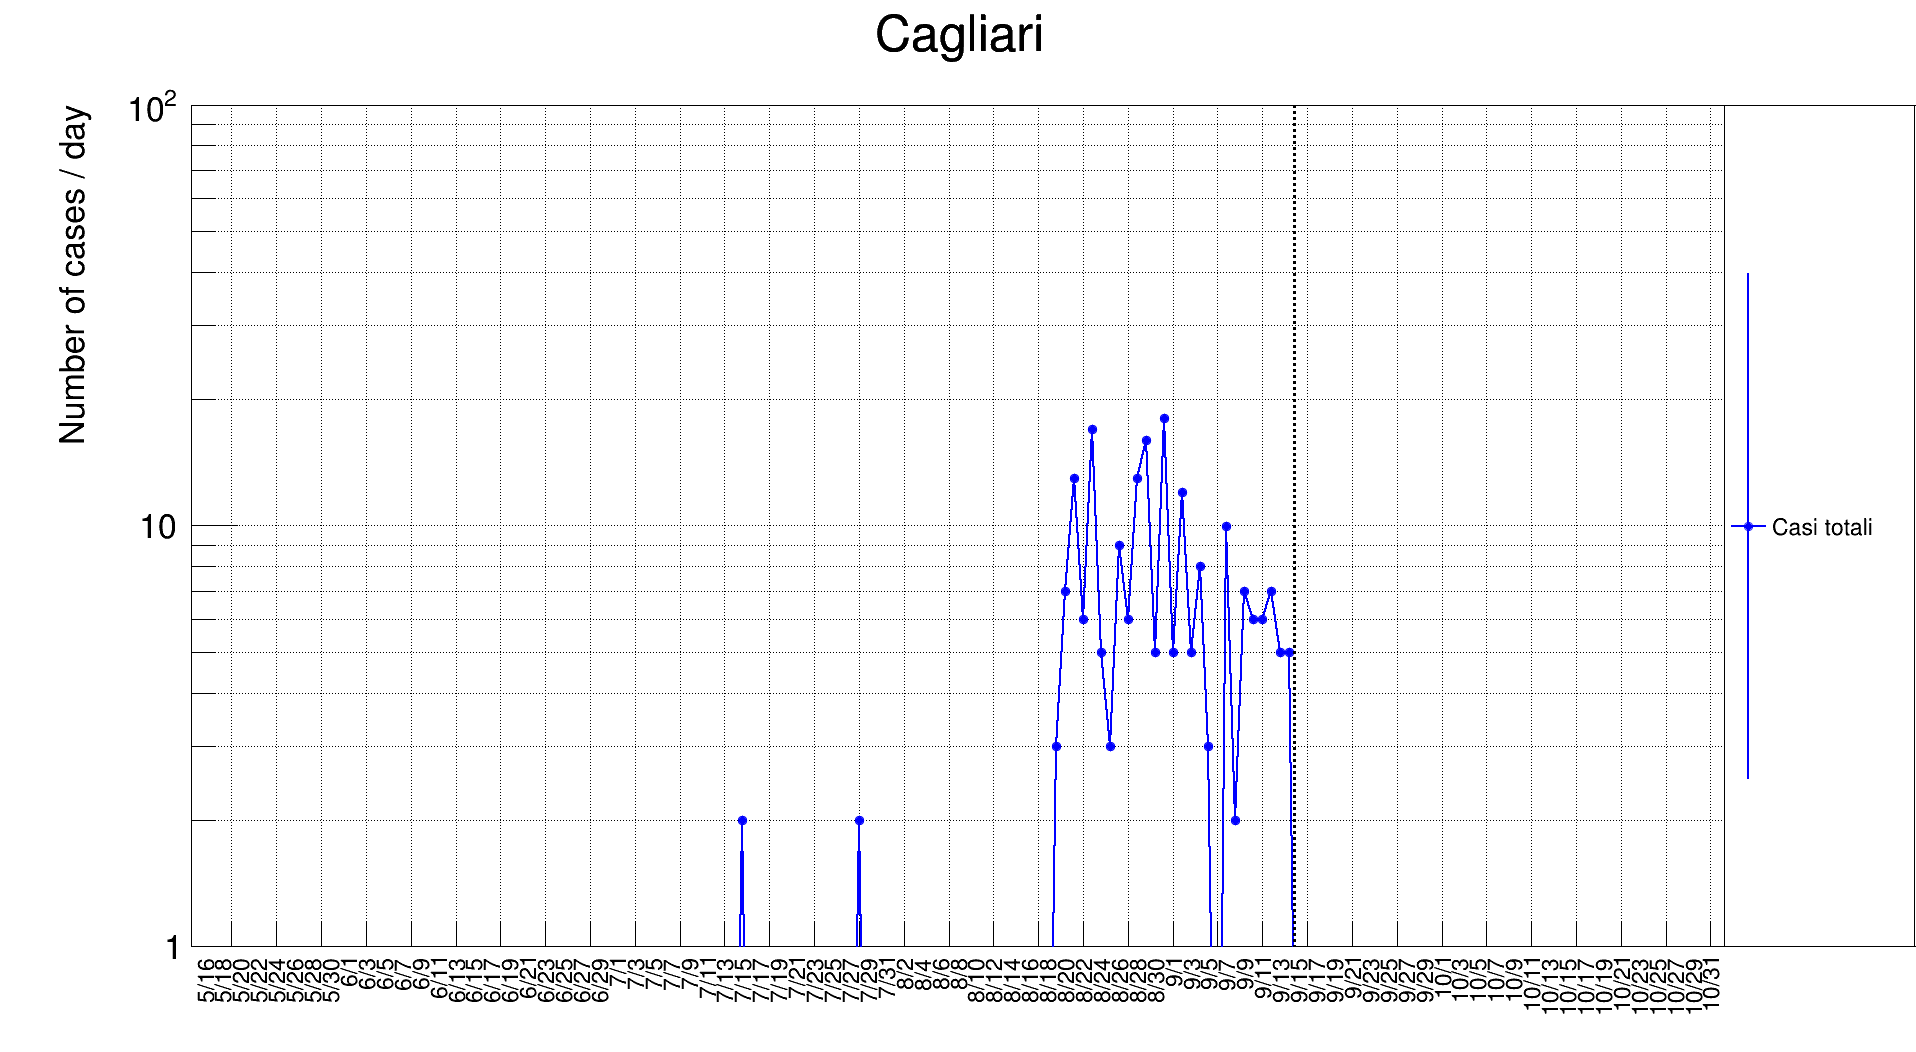 Cagliari
Number of cases / day
10²
10
1
Casi totali
5/16 5/18 5/20 5/22 5/24 5/26 5/28 5/30 6/1 6/3 6/5 6/7 6/9 6/11 6/13 6/15 6/17 6/19 6/21 6/23 6/25 6/27 6/29 7/1 7/3 7/5 7/7 7/9 7/11 7/13 7/15 7/17 7/19 7/21 7/23 7/25 7/27 7/29 7/31 8/2 8/4 8/6 8/8 8/10 8/12 8/14 8/16 8/18 8/20 8/22 8/24 8/26 8/28 8/30 9/1 9/3 9/5 9/7 9/9 9/11 9/13 9/15 9/17 9/19 9/21 9/23 9/25 9/27 9/29 10/1 10/3 10/5 10/7 10/9 10/11 10/13 10/15 10/17 10/19 10/21 10/23 10/25 10/27 10/29 10/31